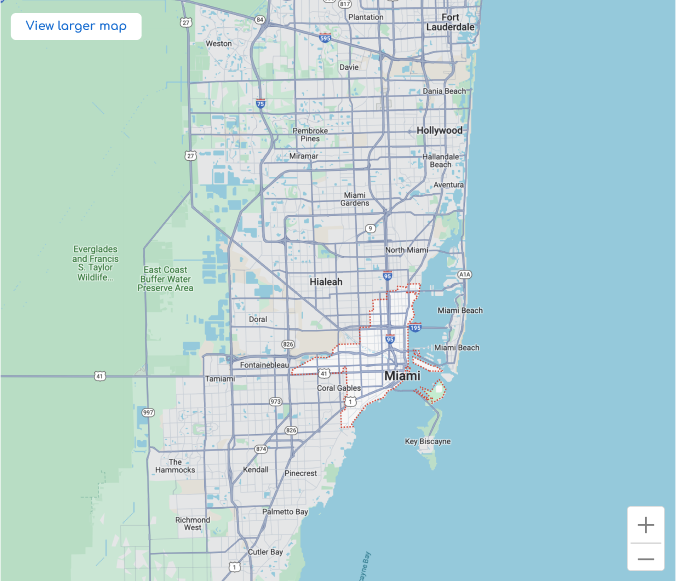 817
Plantation
Fort
Lauderdale
27
84
View larger map
595
Weston
Davie
Dania Beach
75
Pembroke
Pines
Hollywood
Miramar
27
Hallandale
Beach
Aventura
Miami
Gardens
9
North Miami
Everglades
and Francis
S. Taylor
Wildlife...
East Coast
Buffer Water
Preserve Area
95
A1A
Hialeah
Miami Beach
Doral
195
95
826
Miami Beach
Fontainebleau
41
41
Tamiami
Miami
Coral Gables
973
1
997
826
Key Biscayne
874
The
Hammocks
Kendall
Pinecrest
Palmetto Bay
Richmond
West
Cutler Bay
1
ayne Bay
+
−